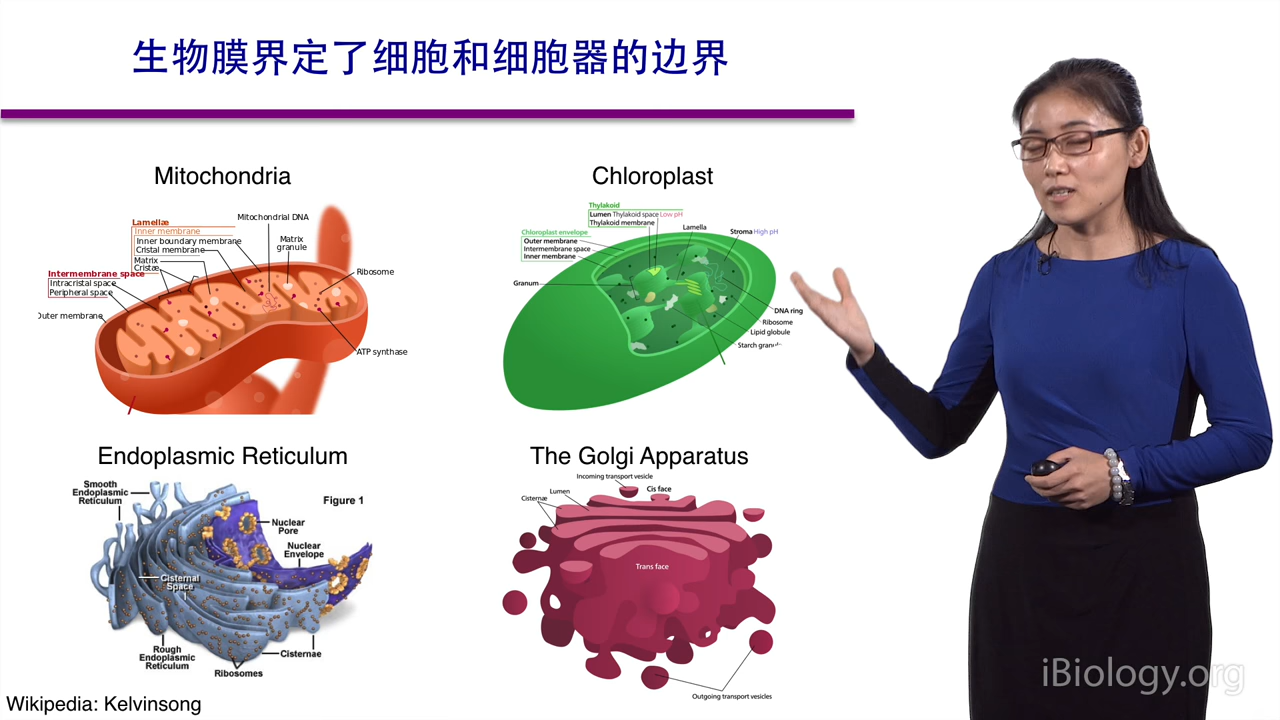 生物膜界定了细胞和细胞器的边界
Mitochondria
Lamellæ
Inner membrane
Inner boundary membrane
Cristal membrane
Matrix
Cristæ
Mitochondrial DNA
Matrix
granule
Ribosome
Intermembrane space
Intracristal space
Peripheral space
Outer membrane
ATP synthase
Chloroplast
Thylakoid
Lumen Thylakoid space Low pH
Thylakoid membrane
Chloroplast envelope
Outer membrane
Intermembrane space
Inner membrane
Lamella
Stroma High pH
Granum
DNA ring
Ribosome
Lipid globule
Starch granu
Endoplasmic Reticulum
Smooth
Endoplasmic
Reticulum
Figure 1
Nuclear
Pore
Nuclear
Envelope
Cisternal
Space
Rough
Endoplasmic
Reticulum
Ribosomes
Cisternae
The Golgi Apparatus
Incoming transport vesicle
Cis face
Lumen
Cisternæ
Trans face
Outgoing transport vesicles
Wikipedia: Kelvinsong
iBiology.org